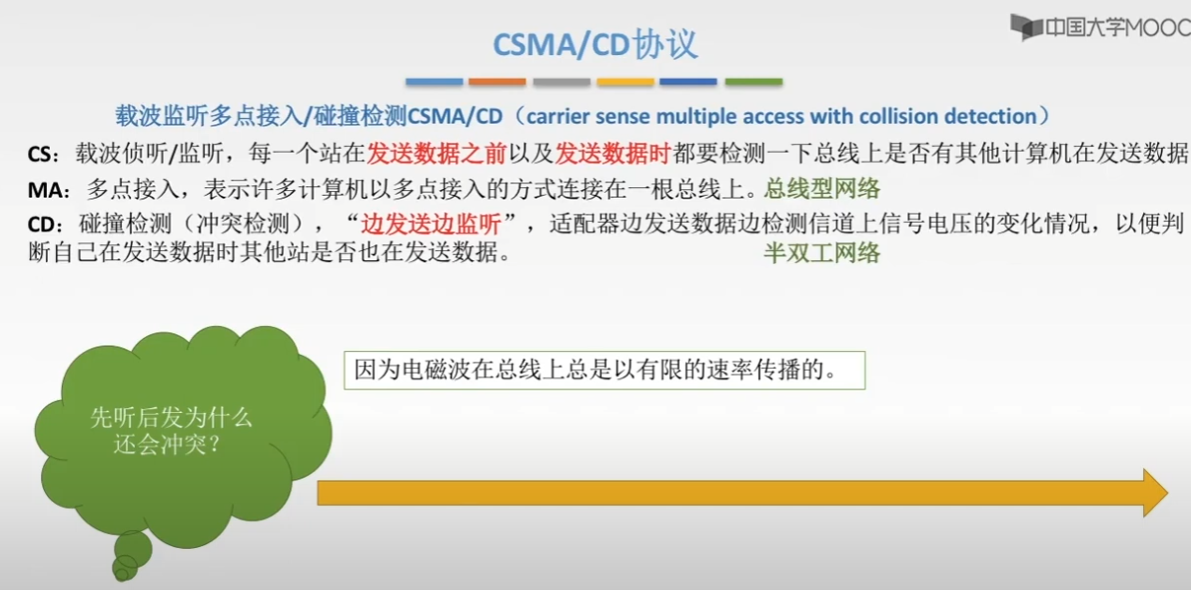 中国大学MOOC
CSMA/CD协议
载波监听多点接入/碰撞检测CSMA/CD（carrier sense multiple access with collision detection）
CS：载波侦听/监听，每一个站在发送数据之前以及发送数据时都要检测一下总线上是否有其他计算机在发送数据
MA：多点接入，表示许多计算机以多点接入的方式连接在一根总线上。总线型网络
CD：碰撞检测（冲突检测），“边发送边监听”，适配器边发送数据边检测信道上信号电压的变化情况，以便判
断自己在发送数据时其他站是否也在发送数据。 半双工网络
因为电磁波在总线上总是以有限的速率传播的。
先听后发为什么
还会冲突？